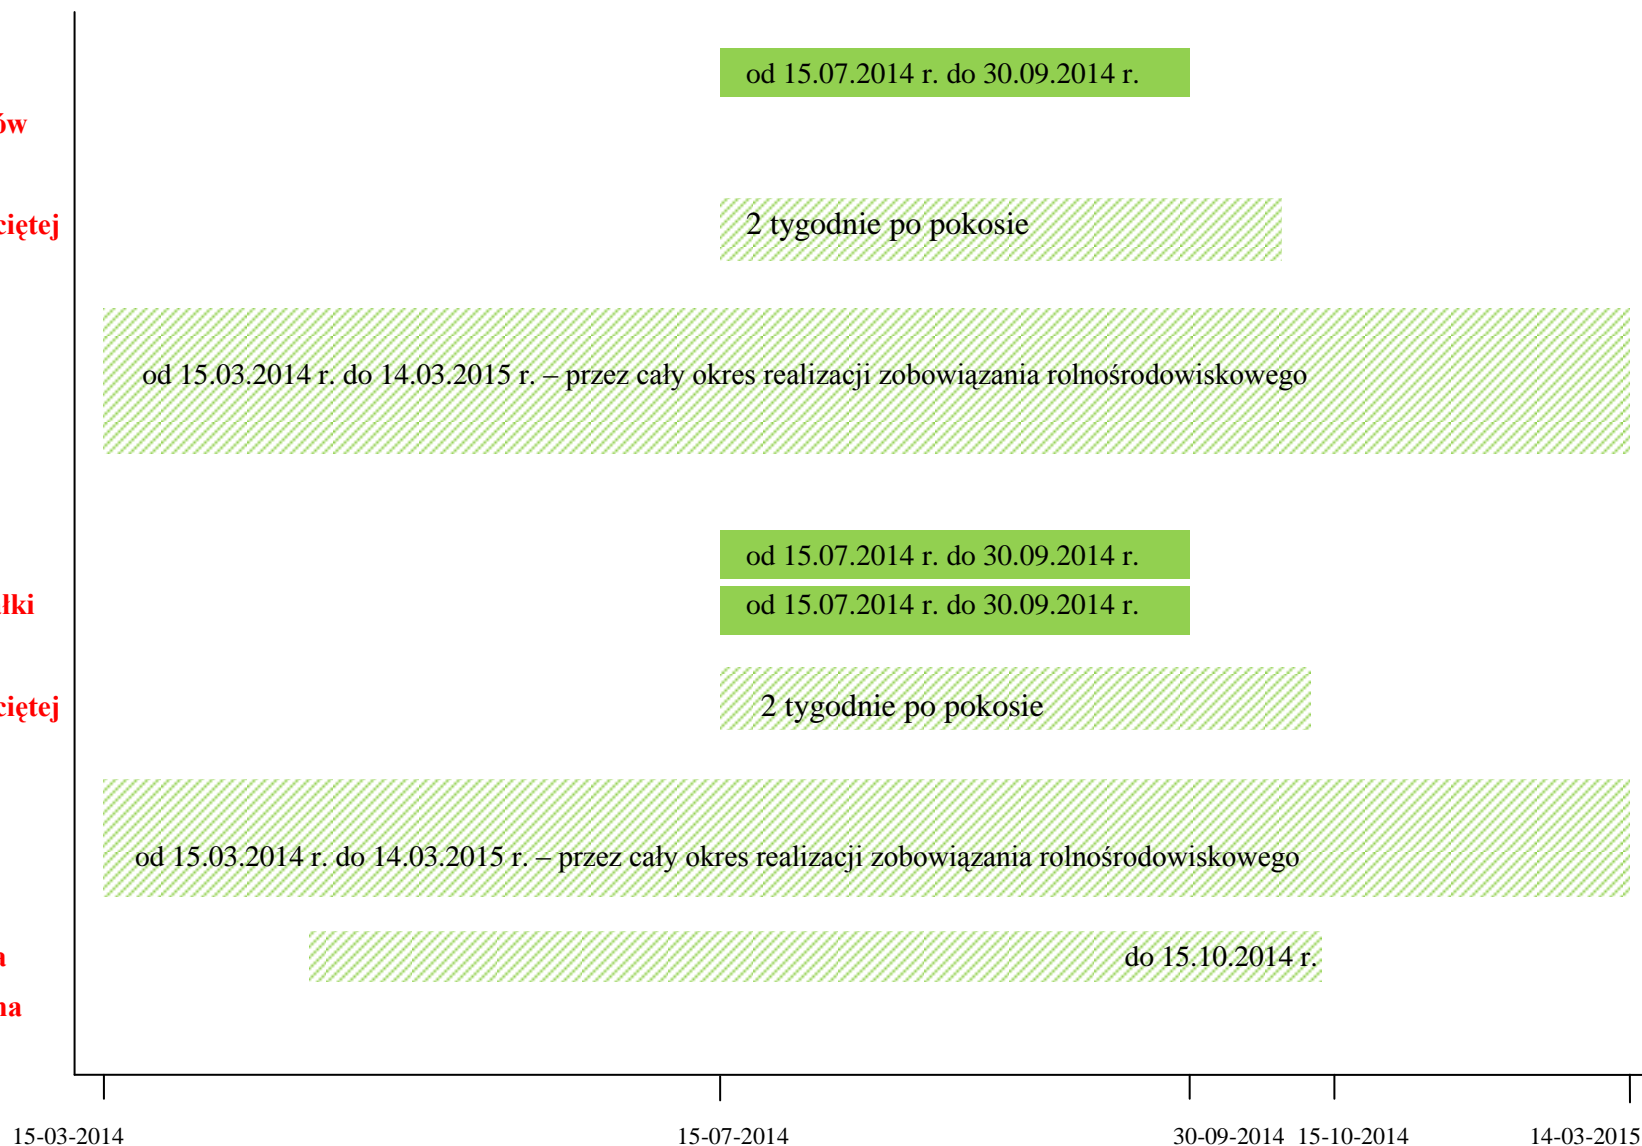 od 15.07.2014 r. do 30.09.2014 r.
ów
ciętej
2 tygodnie po pokosie
od 15.03.2014 r. do 14.03.2015 r. – przez cały okres realizacji zobowiązania rolnośrodowiskowego
od 15.07.2014 r. do 30.09.2014 r.
łki
od 15.07.2014 r. do 30.09.2014 r.
ciętej
2 tygodnie po pokosie
od 15.03.2014 r. do 14.03.2015 r. – przez cały okres realizacji zobowiązania rolnośrodowiskowego
a
do 15.10.2014 r.
na
15-03-2014 15-07-2014 30-09-2014 15-10-2014 14-03-2015